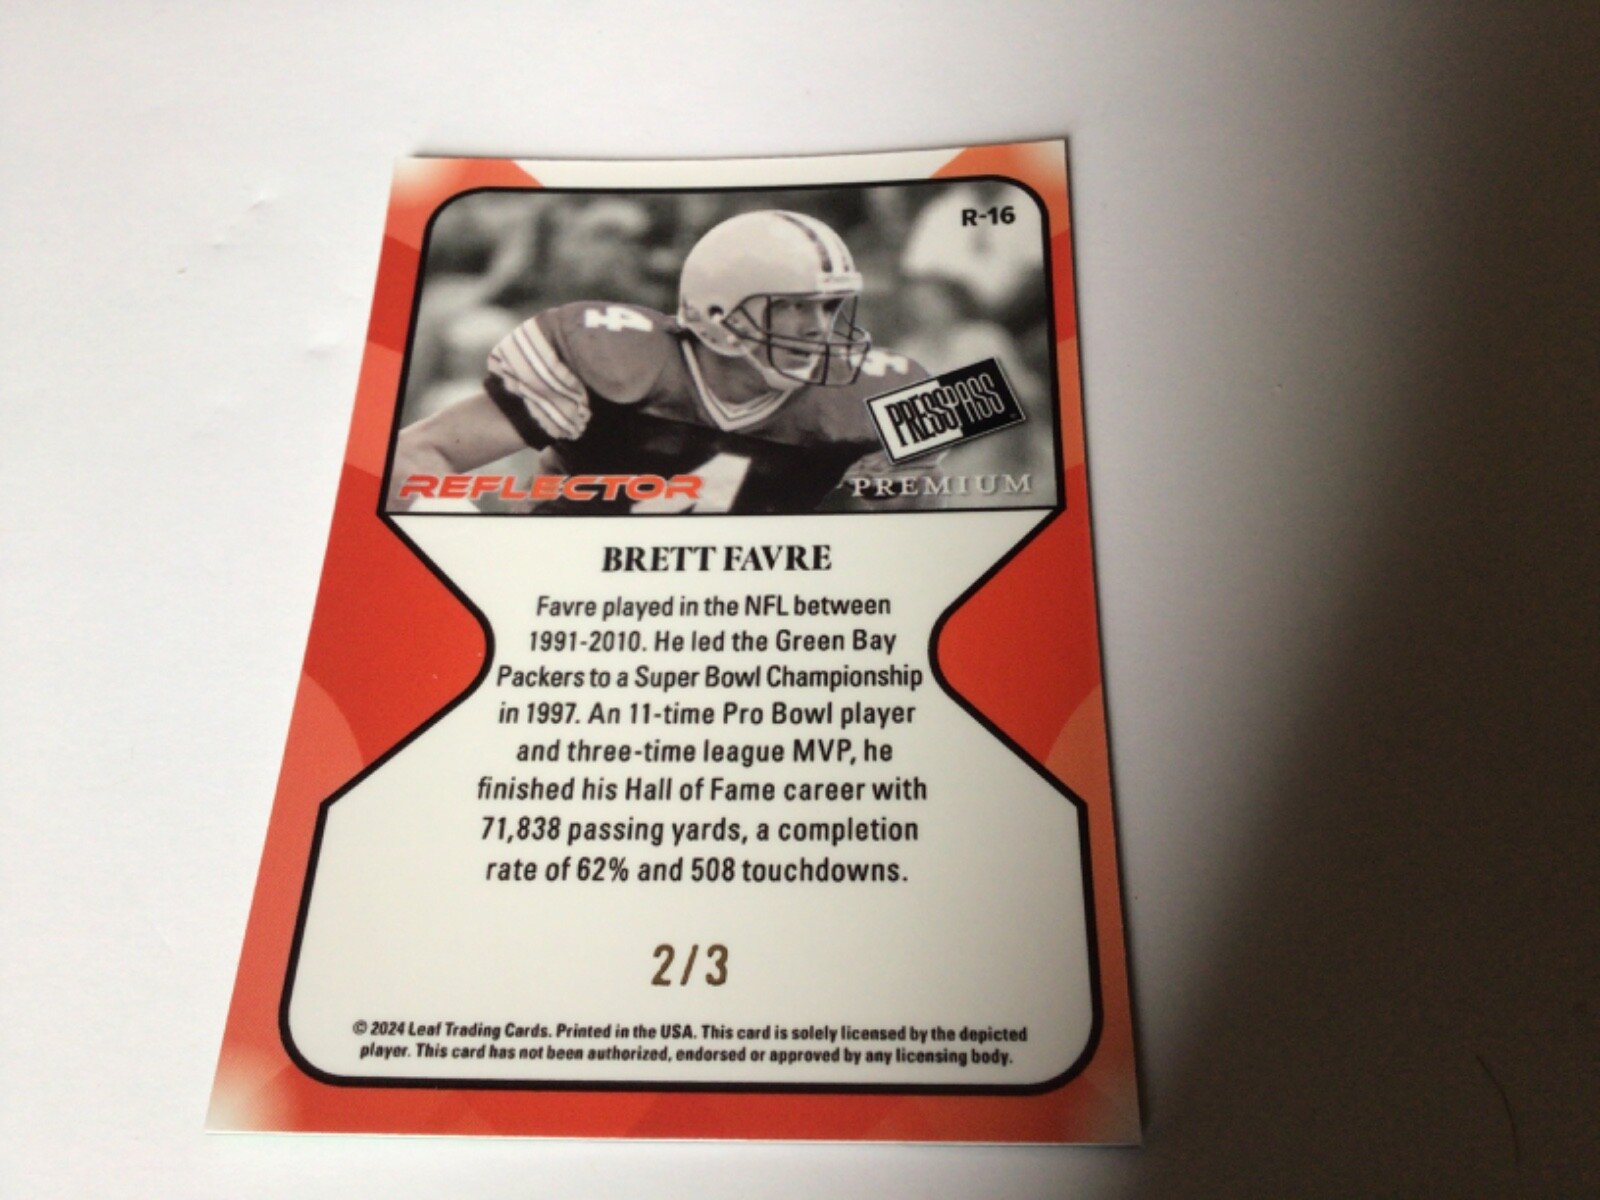 R-16
4
PRESS PASS
REFLECTOR
PREMIUM
BRETT FAVRE
Favre played in the NFL between
1991-2010. He led the Green Bay
Packers to a Super Bowl Championship
in 1997. An 11-time Pro Bowl player
and three-time league MVP, he
finished his Hall of Fame career with
71,838 passing yards, a completion
rate of 62% and 508 touchdowns.
2/3
© 2024 Leaf Trading Cards. Printed in the USA. This card is solely licensed by the depicted
player. This card has not been authorized, endorsed or approved by any licensing body.